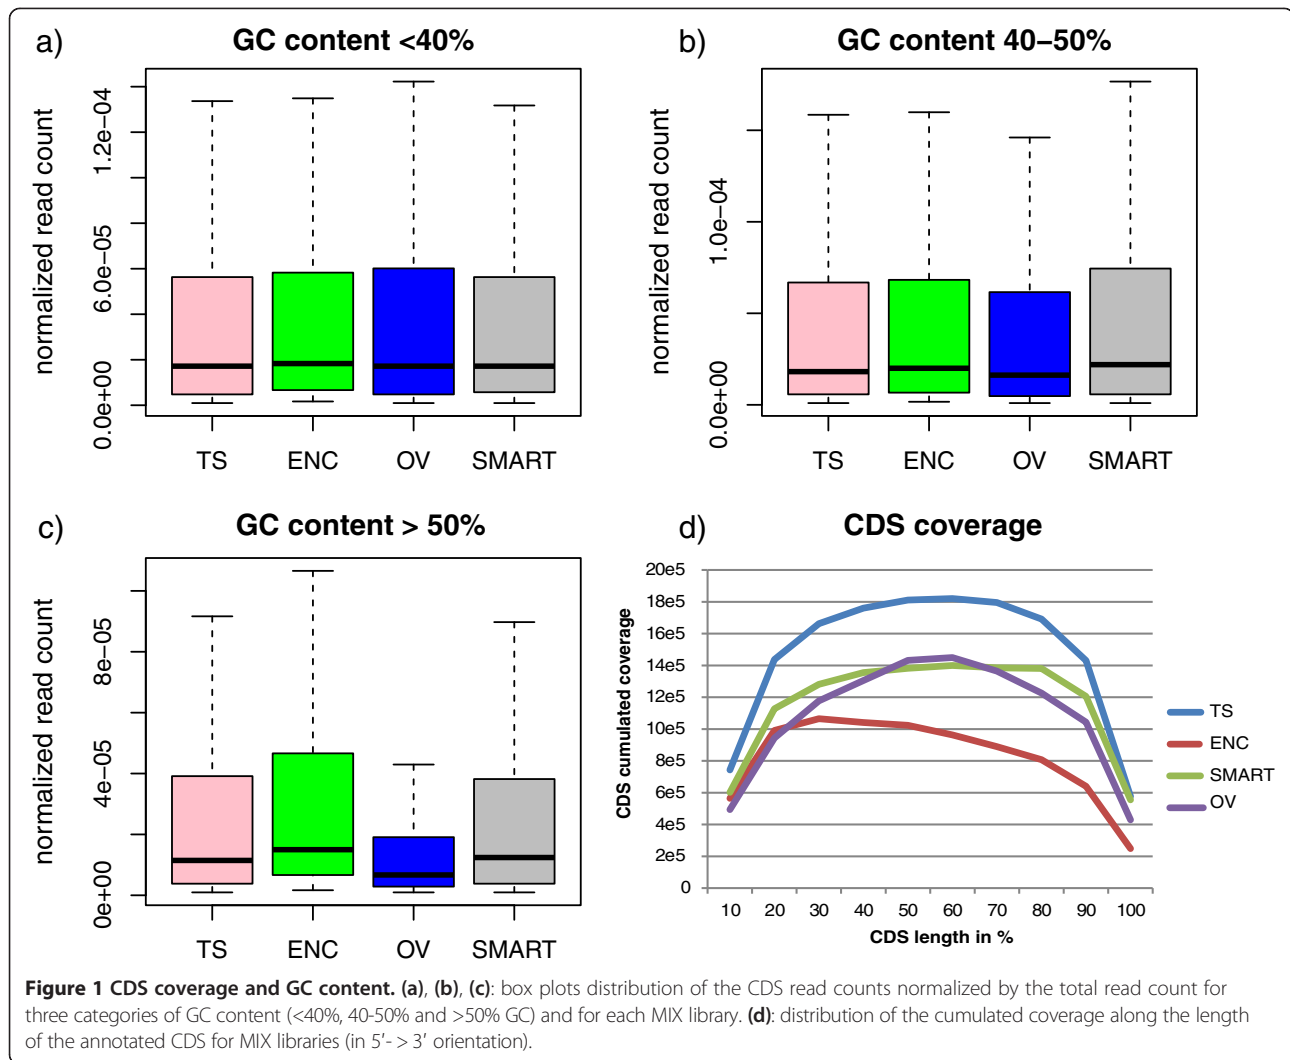 a)
GC content <40%
normalized read count
0.0e+00
6.0e−05
1.2e−04
TS ENC OV SMART
b)
GC content 40−50%
normalized read count
0.0e+00
1.0e−04
TS ENC OV SMART
c)
GC content > 50%
normalized read count
0e+00
4e−05
8e−05
TS ENC OV SMART
d)
CDS coverage
CDS cumulated coverage
20e5
18e5
16e5
14e5
12e5
10e5
8e5
6e5
4e5
2e5
0
10 20 30 40 50 60 70 80 90 100
CDS length in %
TS
ENC
SMART
OV
Figure 1 CDS coverage and GC content. (a), (b), (c): box plots distribution of the CDS read counts normalized by the total read count for
three categories of GC content (<40%, 40-50% and >50% GC) and for each MIX library. (d): distribution of the cumulated coverage along the length
of the annotated CDS for MIX libraries (in 5′- > 3′ orientation).